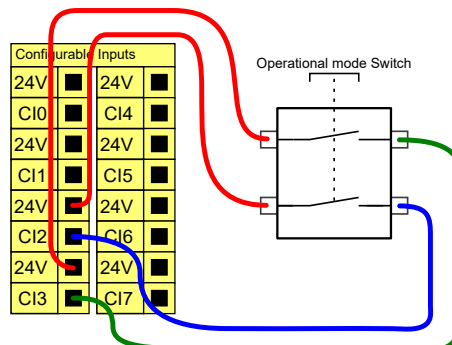 Configurable Inputs
Operational mode Switch
24V 24V
CI0 CI4
24V 24V
CI1 CI5
24V 24V
CI2 CI6
24V 24V
CI3 CI7